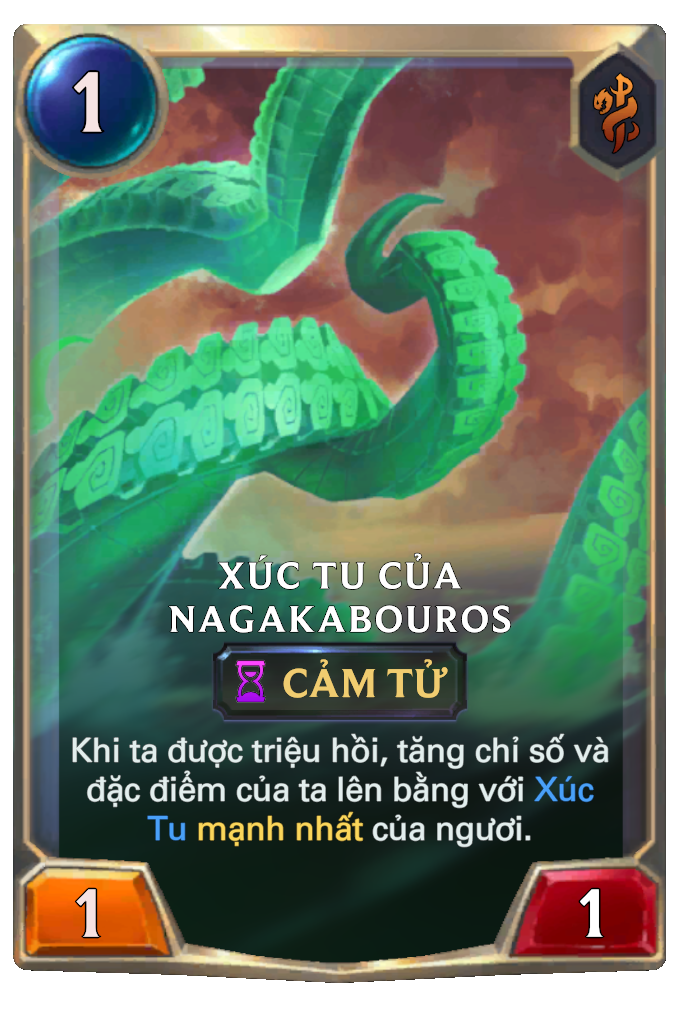 1
XÚC TU CỦA
NAGAKABOUROS
CẢM TỬ
Khi ta được triệu hồi, tăng chỉ số và
đặc điểm của ta lên bằng với Xúc
Tu mạnh nhất của ngươi.
1
1